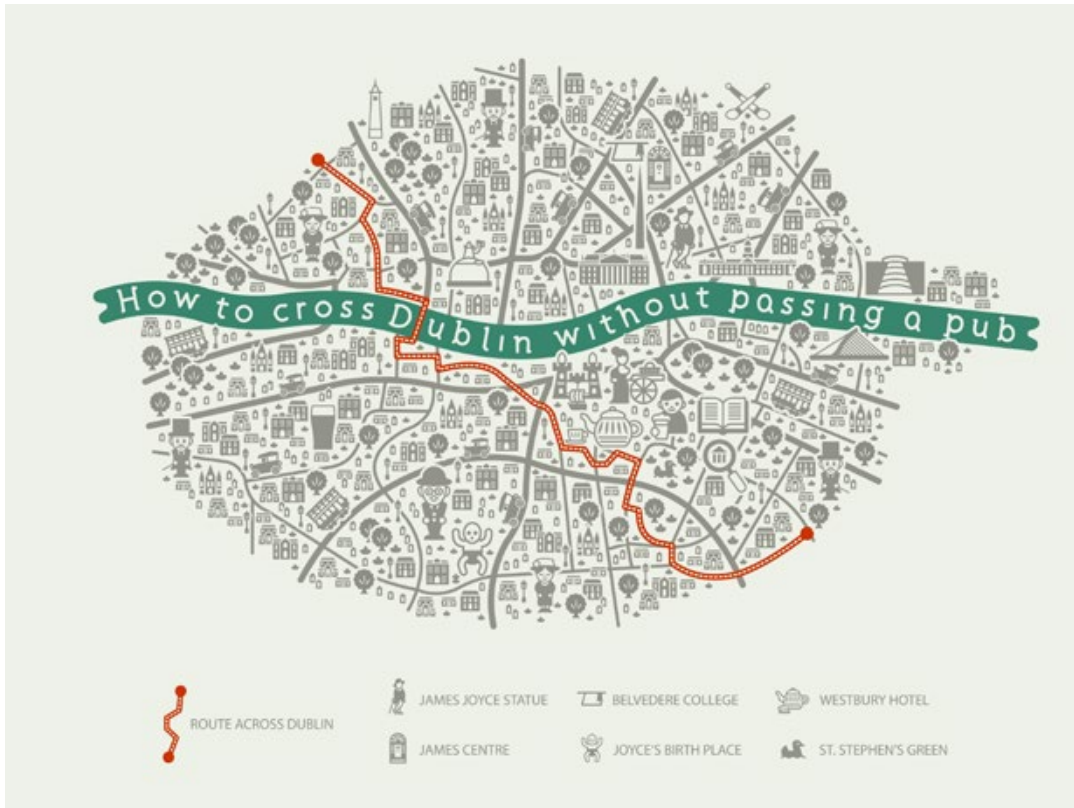 How to cross Dublin without passing a pub
ROUTE ACROSS DUBLIN
JAMES JOYCE STATUE
BELVEDERE COLLEGE
WESTBURY HOTEL
JAMES CENTRE
JOYCE'S BIRTH PLACE
ST. STEPHEN'S GREEN